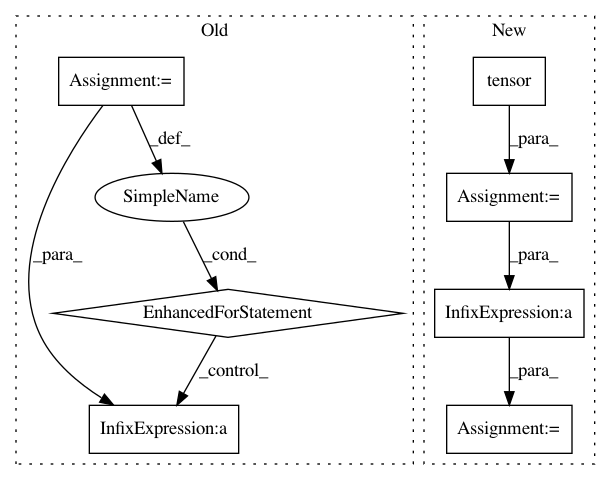 Old
New
Assignment:=
tensor
_def_
_para_
SimpleName
Assignment:=
_para_
_cond_
_para_
EnhancedForStatement
InfixExpression:a
_control_
_para_
InfixExpression:a
Assignment:=